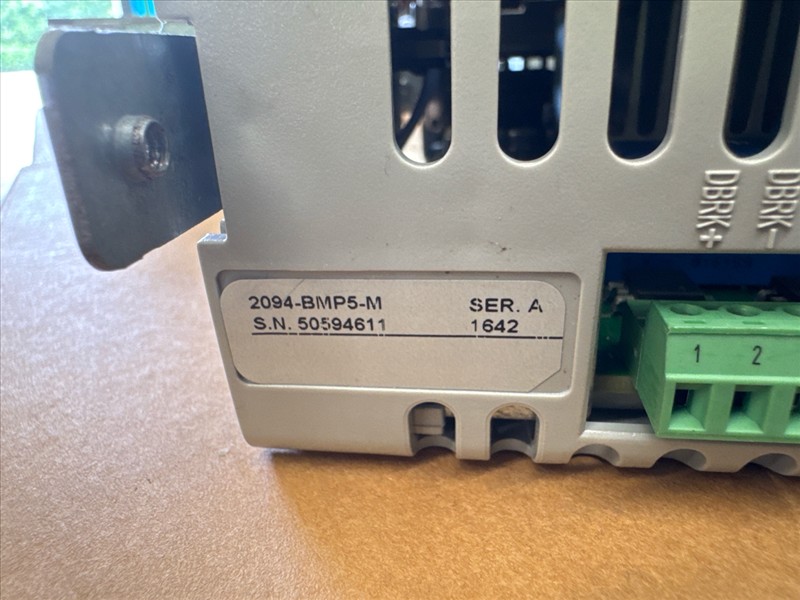 DBRK+
DBRK-
2094-BMP5-M SER. A
S.N. 50594611 1642
1 2